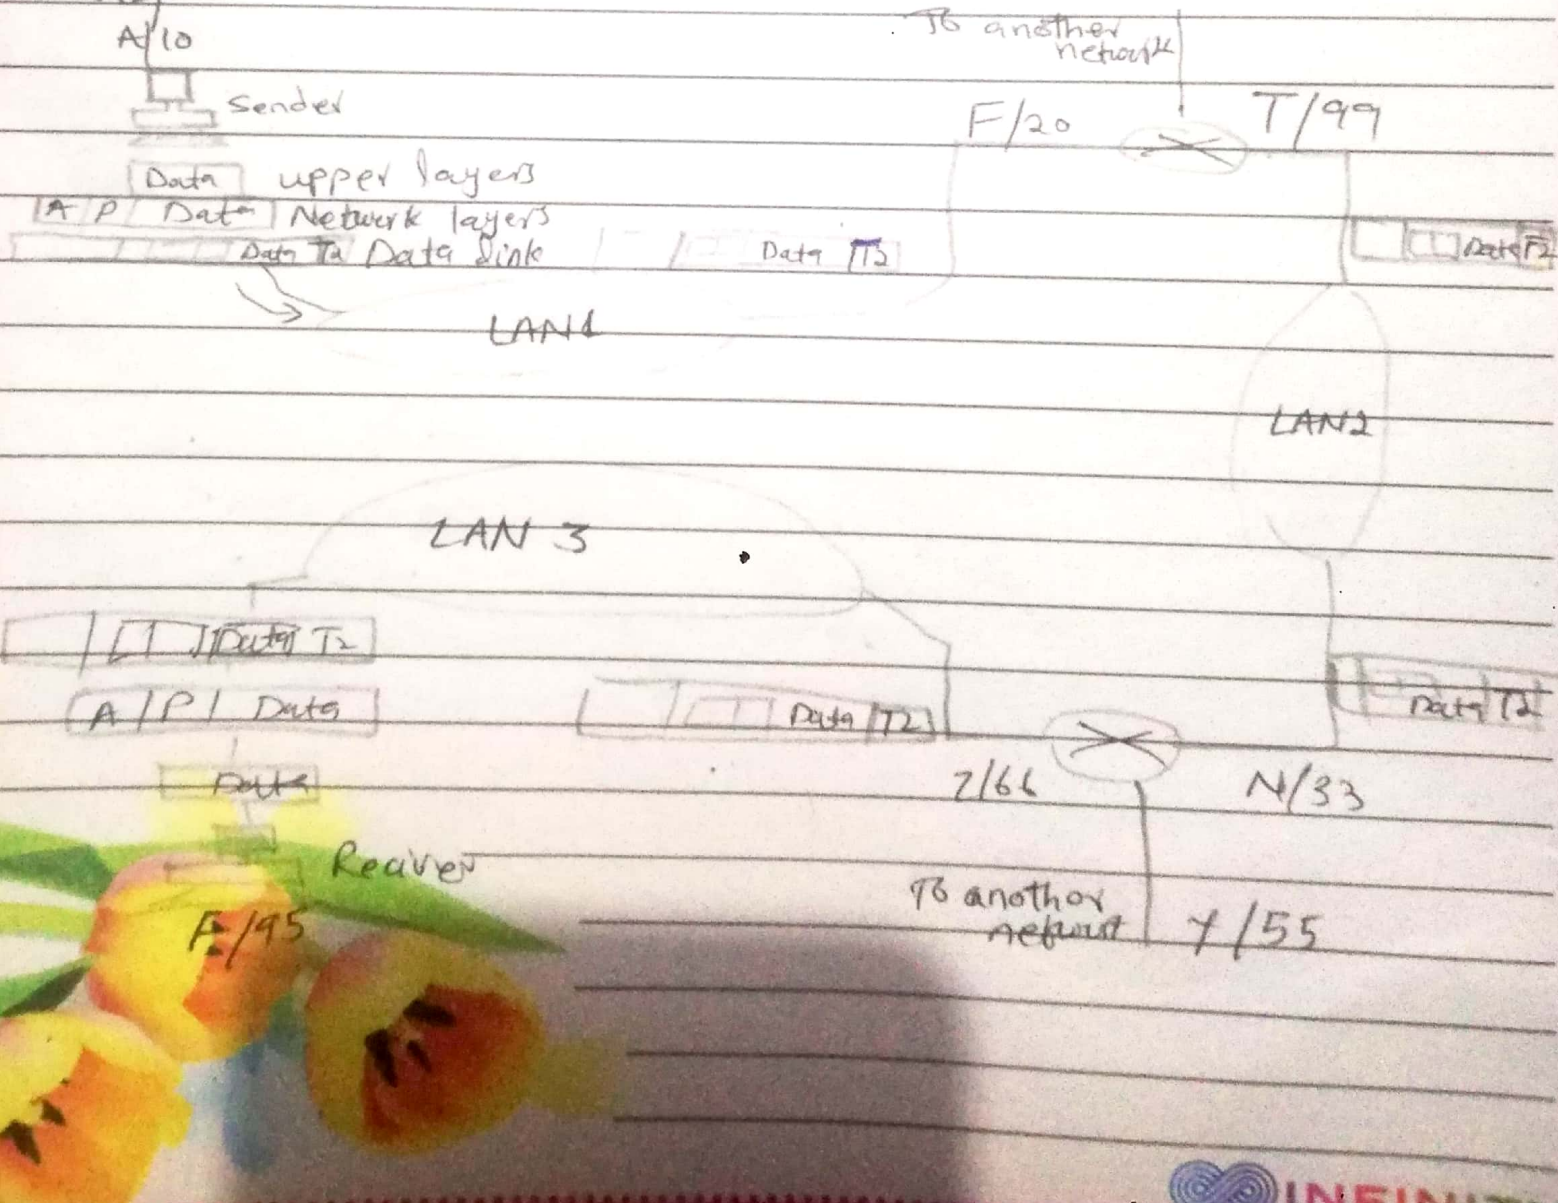 A/10
To another
network
Sender
F/20
T/99
Data upper layers
A P Data Network layers
Data T2 Data link
Data T2
Data T2
LAN1
LAN2
LAN 3
Data T2
A P Data
Data T2
Data T2
Data
Z/66
N/33
Reaiver
To another
/95
Y/55
INFIN